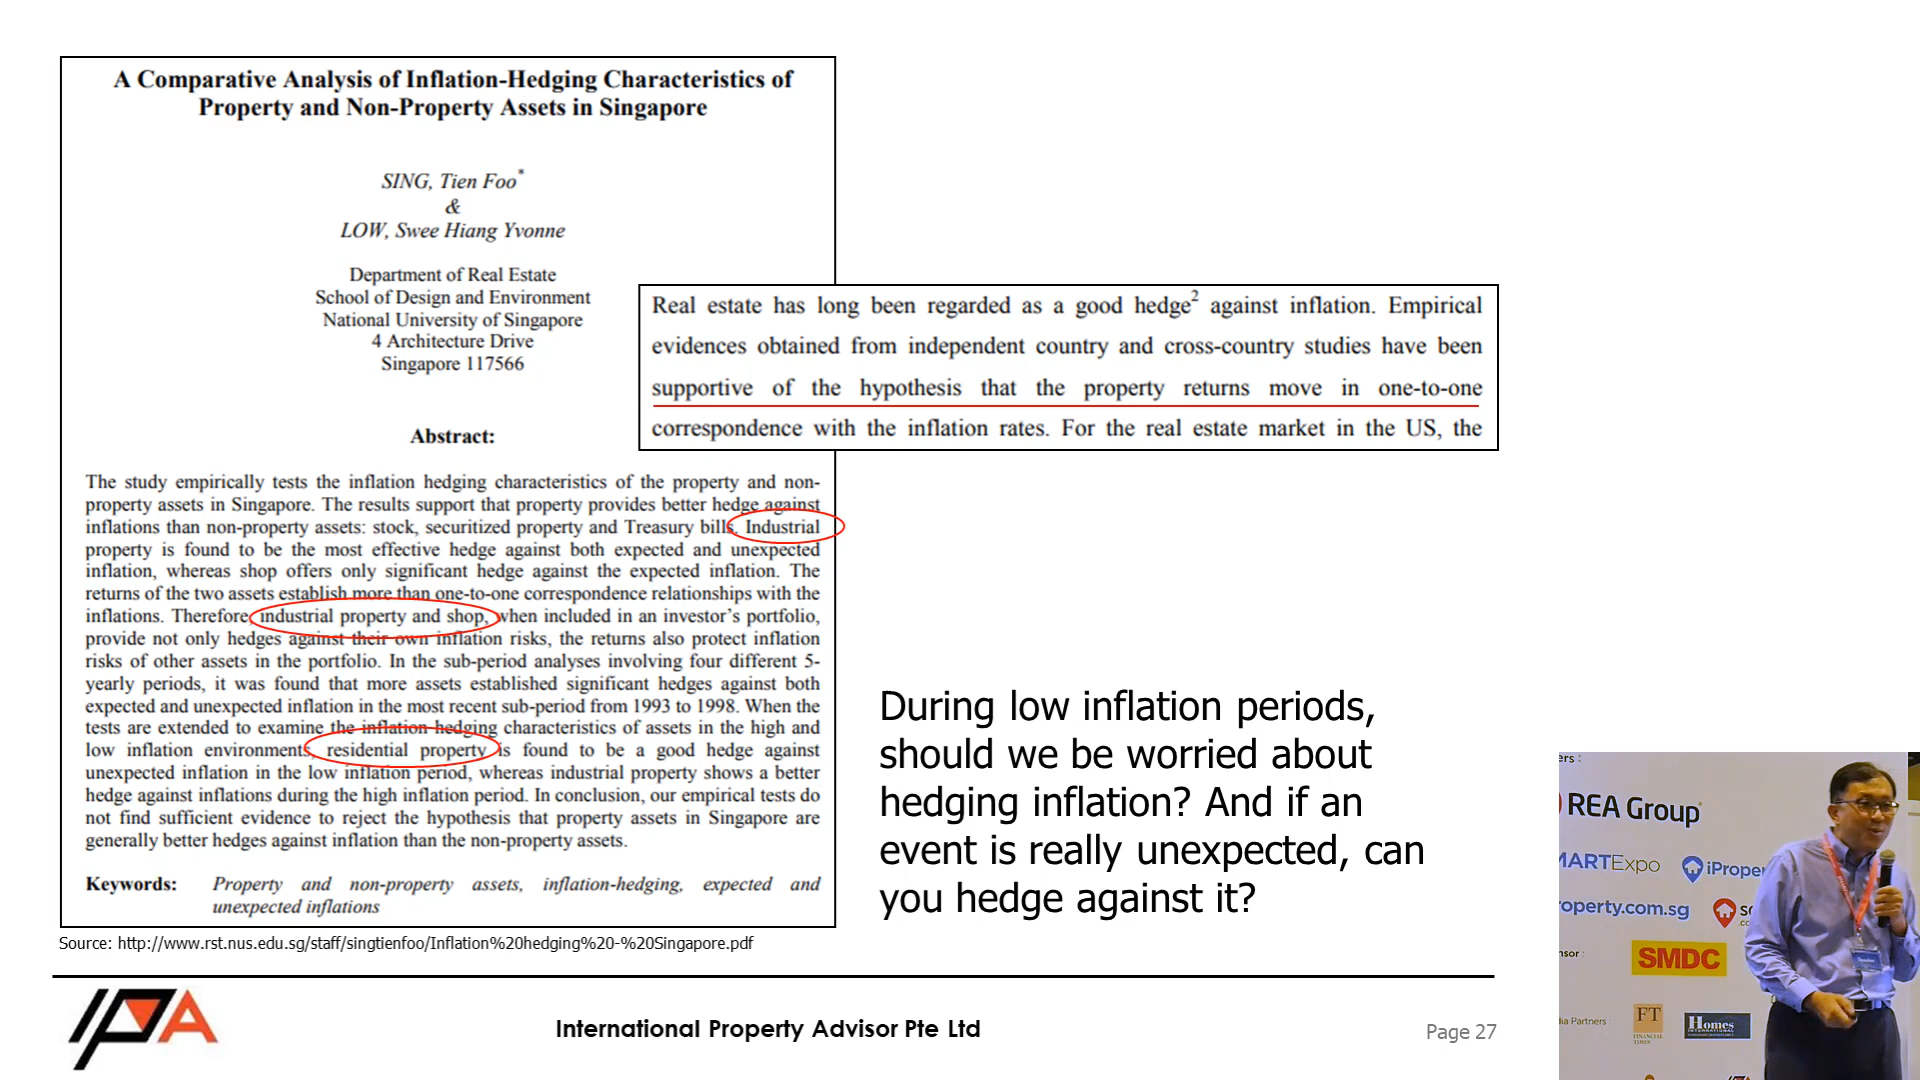 A Comparative Analysis of Inflation-Hedging Characteristics of
Property and Non-Property Assets in Singapore
SING, Tien Foo*
&
LOW, Swee Hiang Yvonne
Department of Real Estate
School of Design and Environment
National University of Singapore
4 Architecture Drive
Singapore 117566
Abstract:
The study empirically tests the inflation hedging characteristics of the property and non-
property assets in Singapore. The results support that property provides better hedge against
inflations than non-property assets: stock, securitized property and Treasury bills. Industrial
property is found to be the most effective hedge against both expected and unexpected
inflation, whereas shop offers only significant hedge against the expected inflation. The
returns of the two assets establish more than one-to-one correspondence relationships with the
inflations. Therefore, industrial property and shop, when included in an investor's portfolio,
provide not only hedges against their own inflation risks, the returns also protect inflation
risks of other assets in the portfolio. In the sub-period analyses involving four different 5-
yearly periods, it was found that more assets established significant hedges against both
expected and unexpected inflation in the most recent sub-period from 1993 to 1998. When the
tests are extended to examine the inflation-hedging characteristics of assets in the high and
low inflation environments, residential property is found to be a good hedge against
unexpected inflation in the low inflation period, whereas industrial property shows a better
hedge against inflations during the high inflation period. In conclusion, our empirical tests do
not find sufficient evidence to reject the hypothesis that property assets in Singapore are
generally better hedges against inflation than the non-property assets.
Keywords: Property and non-property assets, inflation-hedging, expected and
unexpected inflations
Source: http://www.rst.nus.edu.sg/staff/singtienfoo/Inflation%20hedging%20-%20Singapore.pdf
Real estate has long been regarded as a good hedge2 against inflation. Empirical
evidences obtained from independent country and cross-country studies have been
supportive of the hypothesis that the property returns move in one-to-one
correspondence with the inflation rates. For the real estate market in the US, the
During low inflation periods,
should we be worried about
hedging inflation? And if an
event is really unexpected, can
you hedge against it?
IPA
International Property Advisor Pte Ltd
Page 27
ers :
REA Group
MARTExpo
iProper
operty.com.sg
nsor :
SMDC
dia Partners :
FT
FINANCIAL
TIMES
Homes